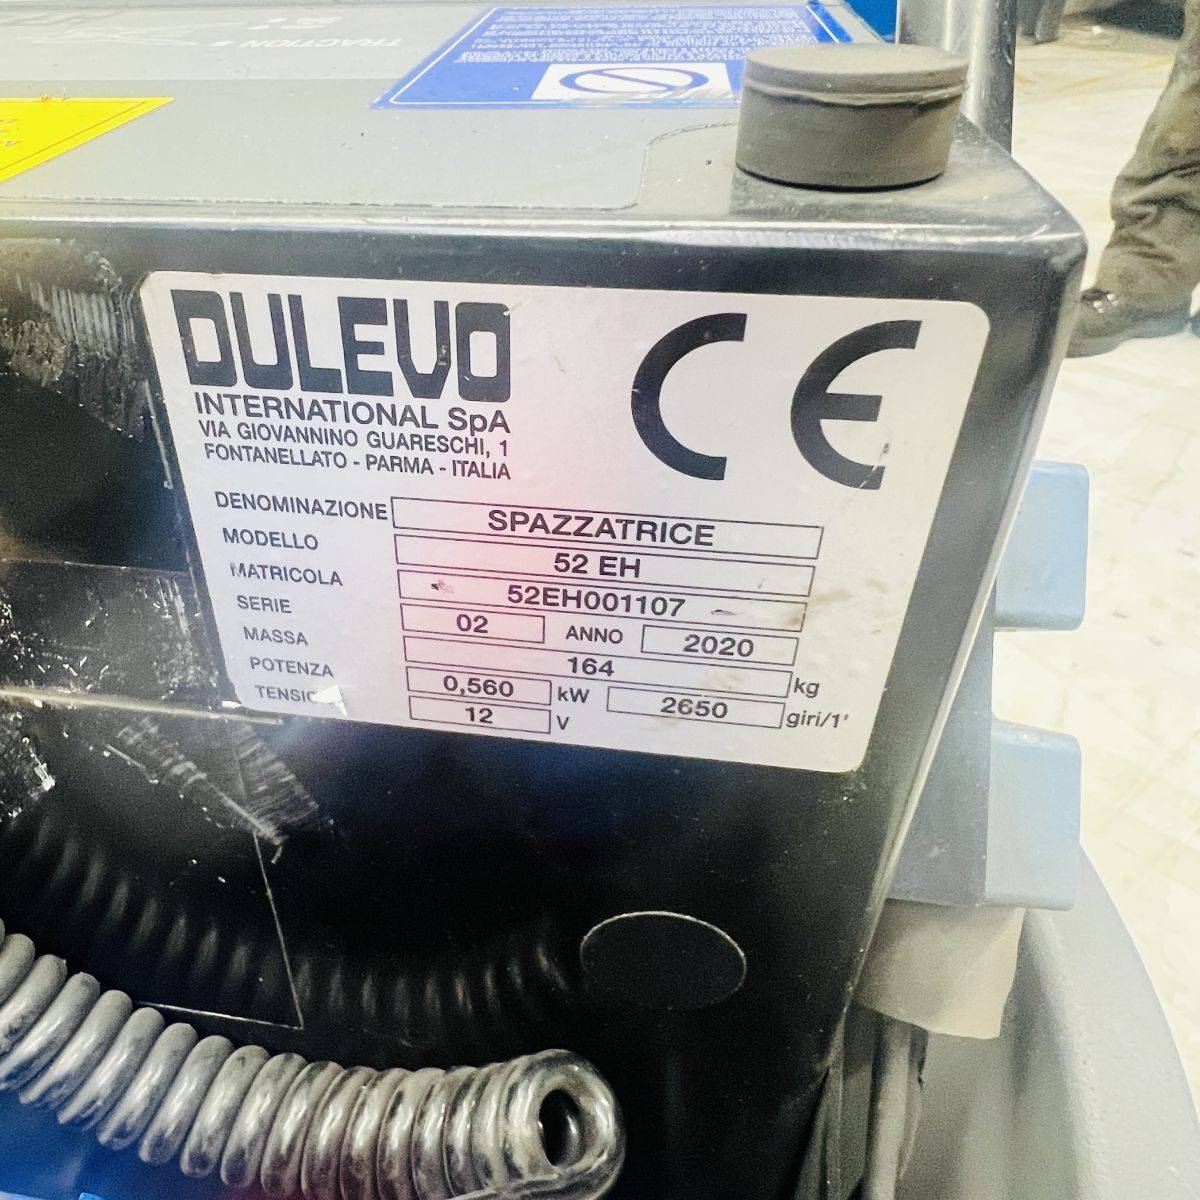 TRACTION &
DULEVO
INTERNATIONAL SpA
VIA GIOVANNINO GUARESCHI, 1
FONTANELLATO - PARMA - ITALIA
CE
DENOMINAZIONE SPAZZATRICE
MODELLO 52 EH
MATRICOLA 52EH001107
SERIE 02 ANNO 2020
MASSA 164 kg
POTENZA 0,560 kW 2650 giri/1'
12 V